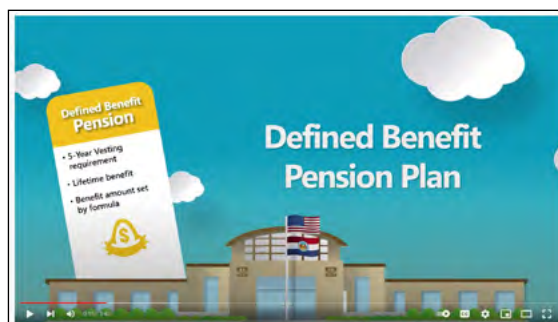 Defined Benefit
Pension
• 5-Year Vesting
requirement
• Lifetime benefit
• Benefit amount set
by formula
$
Defined Benefit
Pension Plan